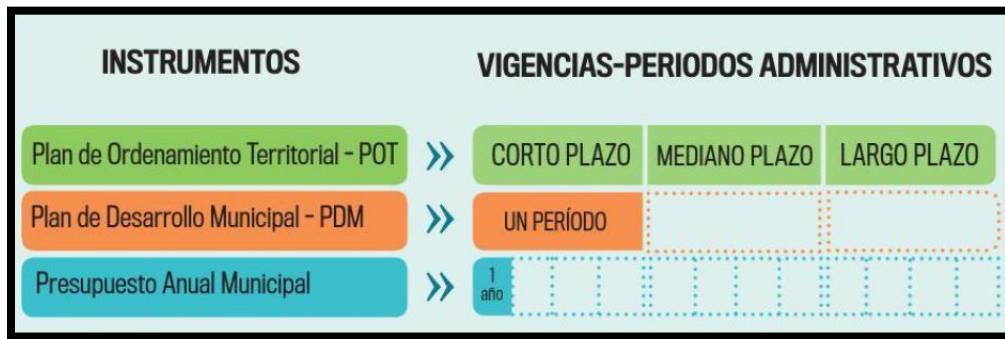 INSTRUMENTOS
VIGENCIAS-PERIODOS ADMINISTRATIVOS
Plan de Ordenamiento Territorial - POT
CORTO PLAZO
MEDIANO PLAZO
LARGO PLAZO
Plan de Desarrollo Municipal - PDM
UN PERÍODO
Presupuesto Anual Municipal
1
año